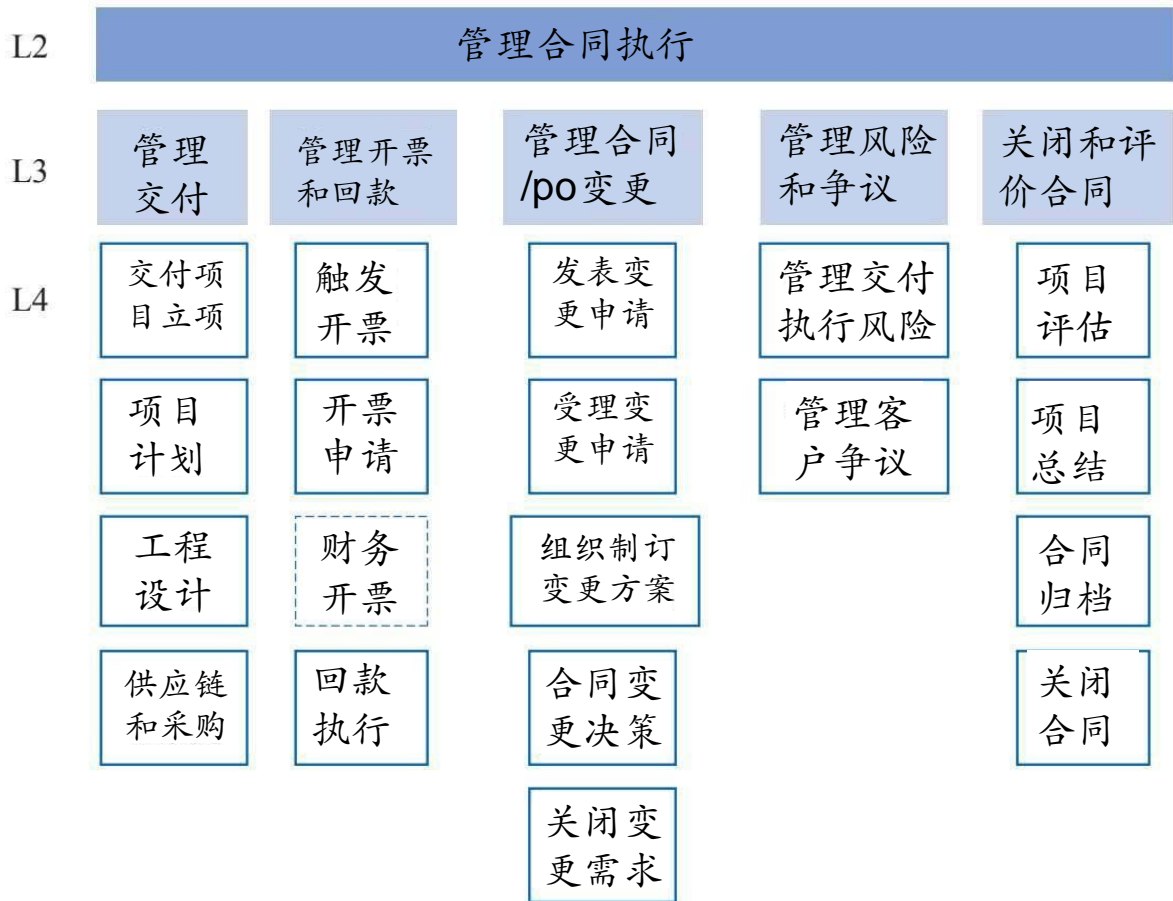 L2
管理合同执行
L3
管理
交付
管理开票
和回款
管理合同
/po变更
管理风险
和争议
关闭和评
价合同
L4
交付项
目立项
触发
开票
发表变
更申请
管理交付
执行风险
项目
评估
项目
计划
开票
申请
受理变
更申请
管理客
户争议
项目
总结
工程
设计
财务
开票
组织制订
变更方案
合同
归档
供应链
和采购
回款
执行
合同变
更决策
关闭
合同
关闭变
更需求